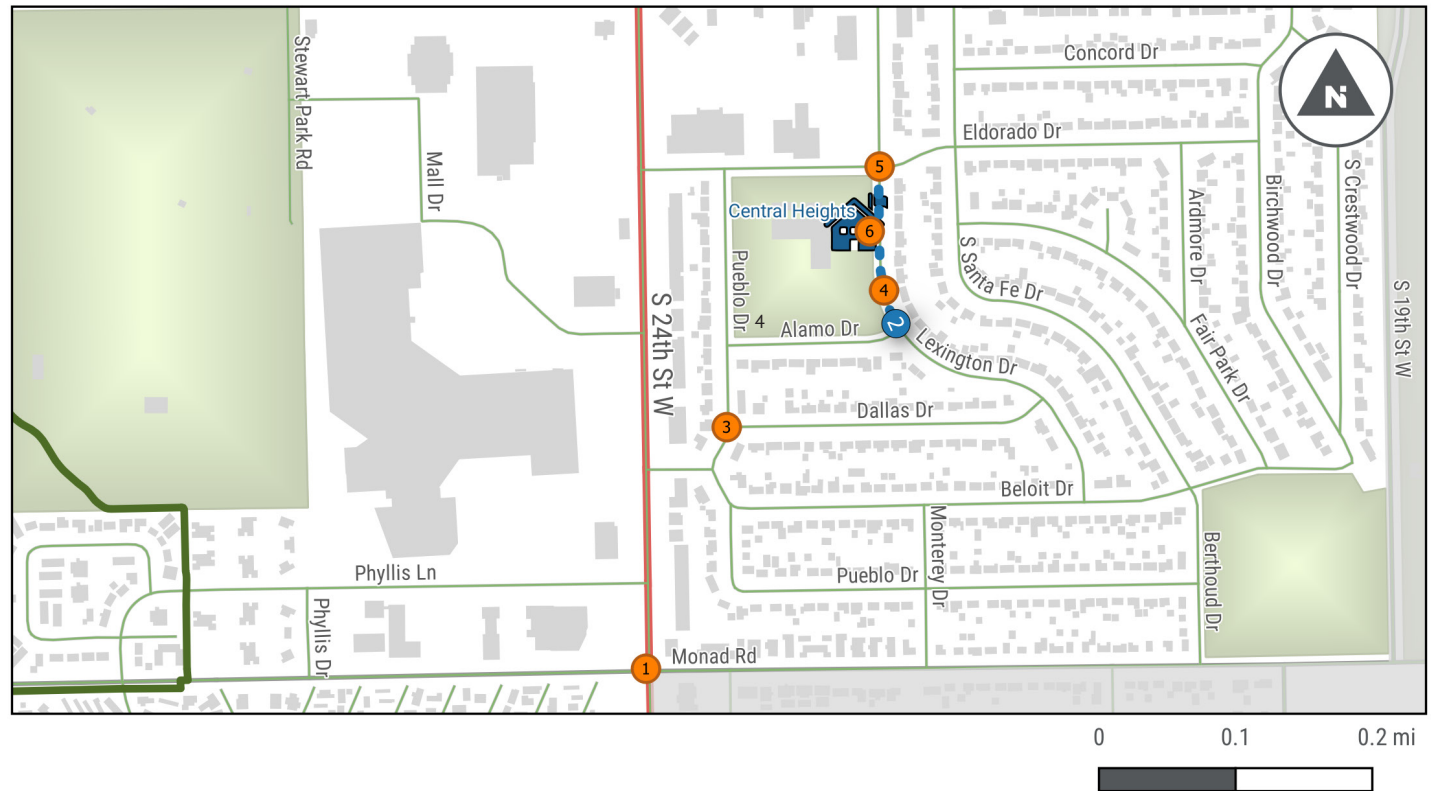 Concord Dr
Stewart Park Rd
N
Eldorado Dr
Mall Dr
5
S Crestwood Dr
Birchwood Dr
Ardmore Dr
Central Heights
6
S Santa Fe Dr
Pueblo Dr
4
S 19th St W
S 24th St W
4
Alamo Dr
2
Lexington Dr
Fair Park Dr
Dallas Dr
3
Beloit Dr
Monterey Dr
Berthoud Dr
Phyllis Ln
Pueblo Dr
Phyllis Dr
Monad Rd
1
0 0.1 0.2 mi